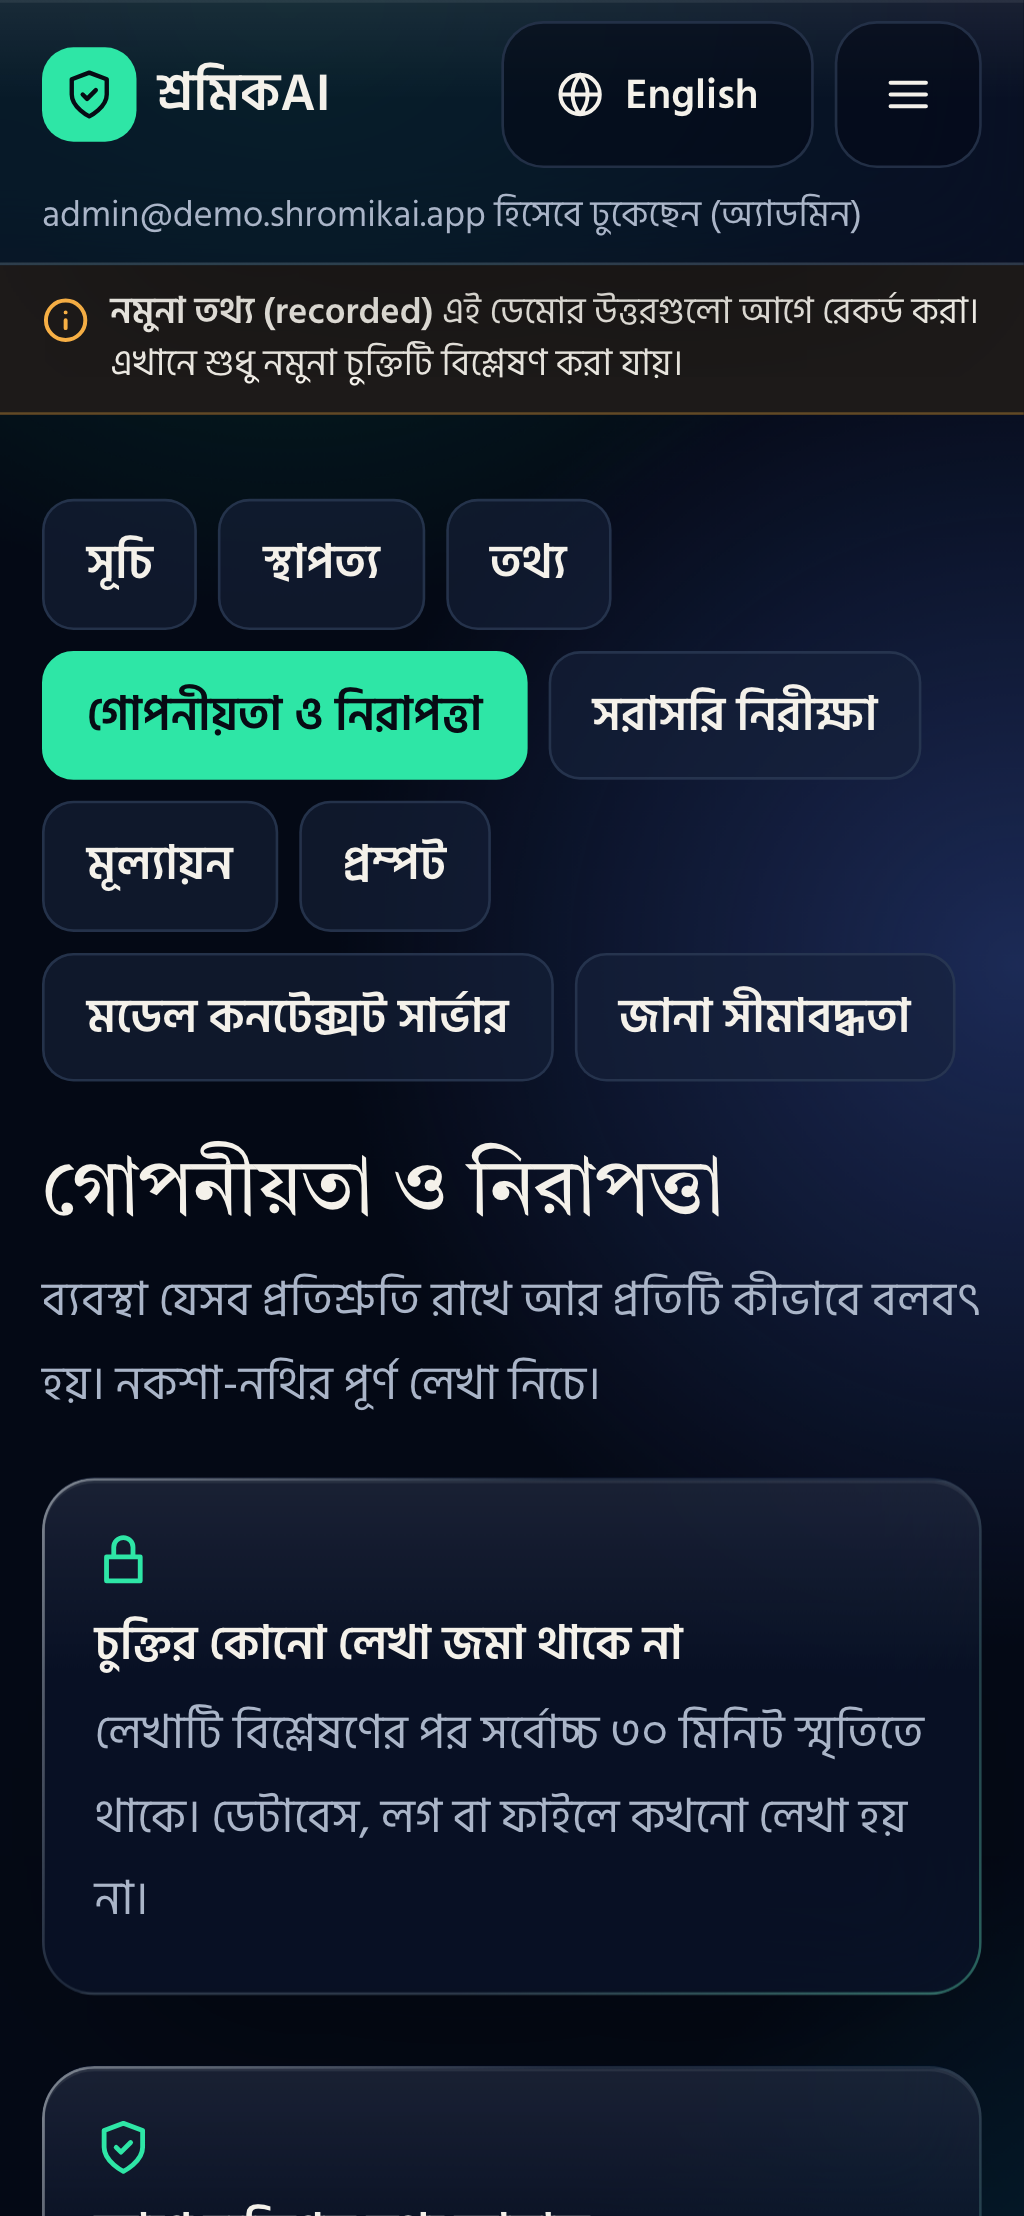 শ্রমিকAI
English
admin@demo.shromikai.app হিসেবে ঢুকেছেন (অ্যাডমিন)
নমুনা তথ্য (recorded) এই ডেমোর উত্তরগুলো আগে রেকর্ড করা।
এখানে শুধু নমুনা চুক্তিটি বিশ্লেষণ করা যায়।
সূচি
স্থাপত্য
তথ্য
গোপনীয়তা ও নিরাপত্তা
সরাসরি নিরীক্ষা
মূল্যায়ন
প্রম্পট
মডেল কনটেক্সট সার্ভার
জানা সীমাবদ্ধতা
গোপনীয়তা ও নিরাপত্তা
ব্যবস্থা যেসব প্রতিশ্রুতি রাখে আর প্রতিটি কীভাবে বলবৎ
হয়। নকশা-নথির পূর্ণ লেখা নিচে।
চুক্তির কোনো লেখা জমা থাকে না
লেখাটি বিশ্লেষণের পর সর্বোচ্চ ৩০ মিনিট স্মৃতিতে
থাকে। ডেটাবেস, লগ বা ফাইলে কখনো লেখা হয়
না।